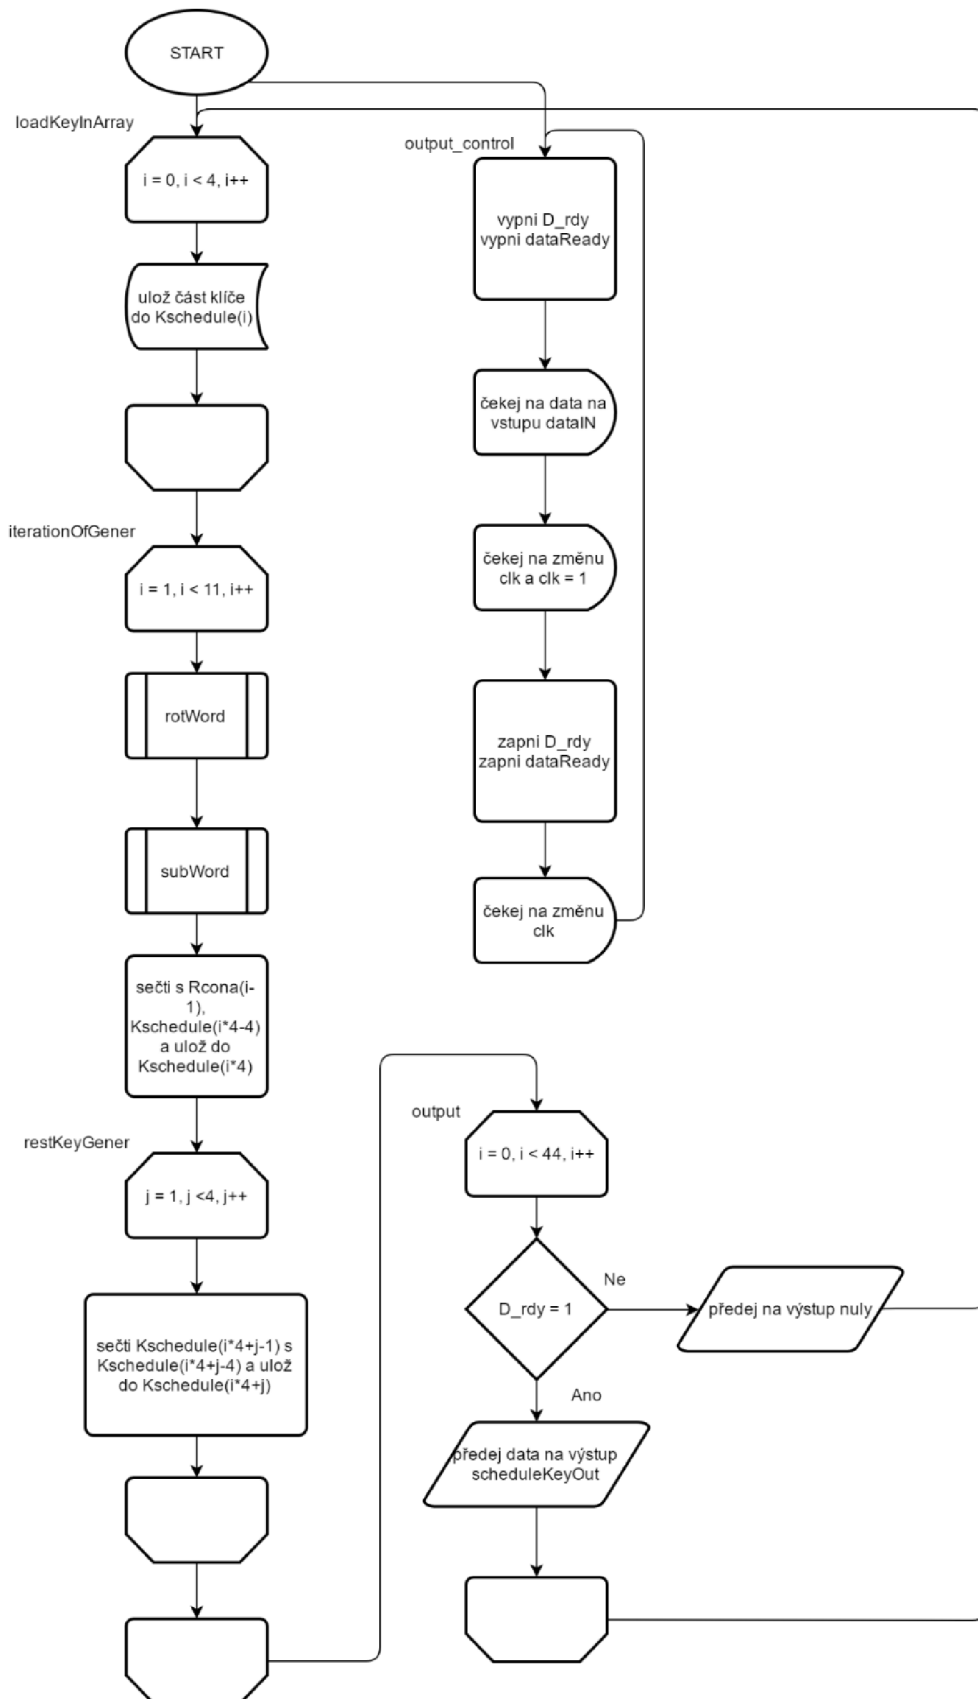 START
loadKeyInArray
i = 0, i < 4, i++
ulož část klíče
do Kschedule(i)
iterationOfGener
i = 1, i < 11, i++
rotWord
subWord
sečti s Rcona(i-
1),
Kschedule(i*4-4)
a ulož do
Kschedule(i*4)
restKeyGener
j = 1, j <4, j++
sečti Kschedule(i*4+j-1) s
Kschedule(i*4+j-4) a ulož
do Kschedule(i*4+j)
output_control
vypni D_rdy
vypni dataReady
čekej na data na
vstupu dataIN
čekej na změnu
clk a clk = 1
zapni D_rdy
zapni dataReady
čekej na změnu
clk
output
i = 0, i < 44, i++
D_rdy = 1
Ne
předej na výstup nuly
Ano
předej data na výstup
scheduleKeyOut